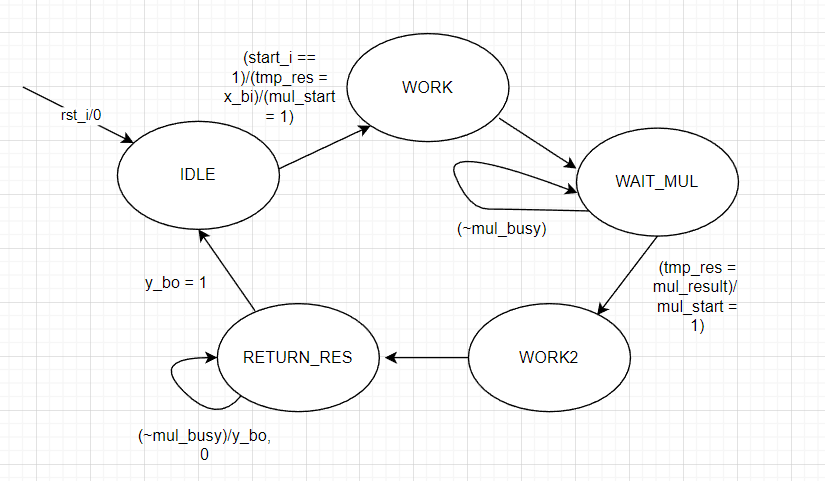 (start_i ==
1)/(tmp_res =
x_bi)/(mul_start
= 1)
WORK
rst_i/0
IDLE
WAIT_MUL
(~mul_busy)
(tmp_res =
mul_result)/
mul_start =
1)
y_bo = 1
RETURN_RES
WORK2
(~mul_busy)/y_bo,
0